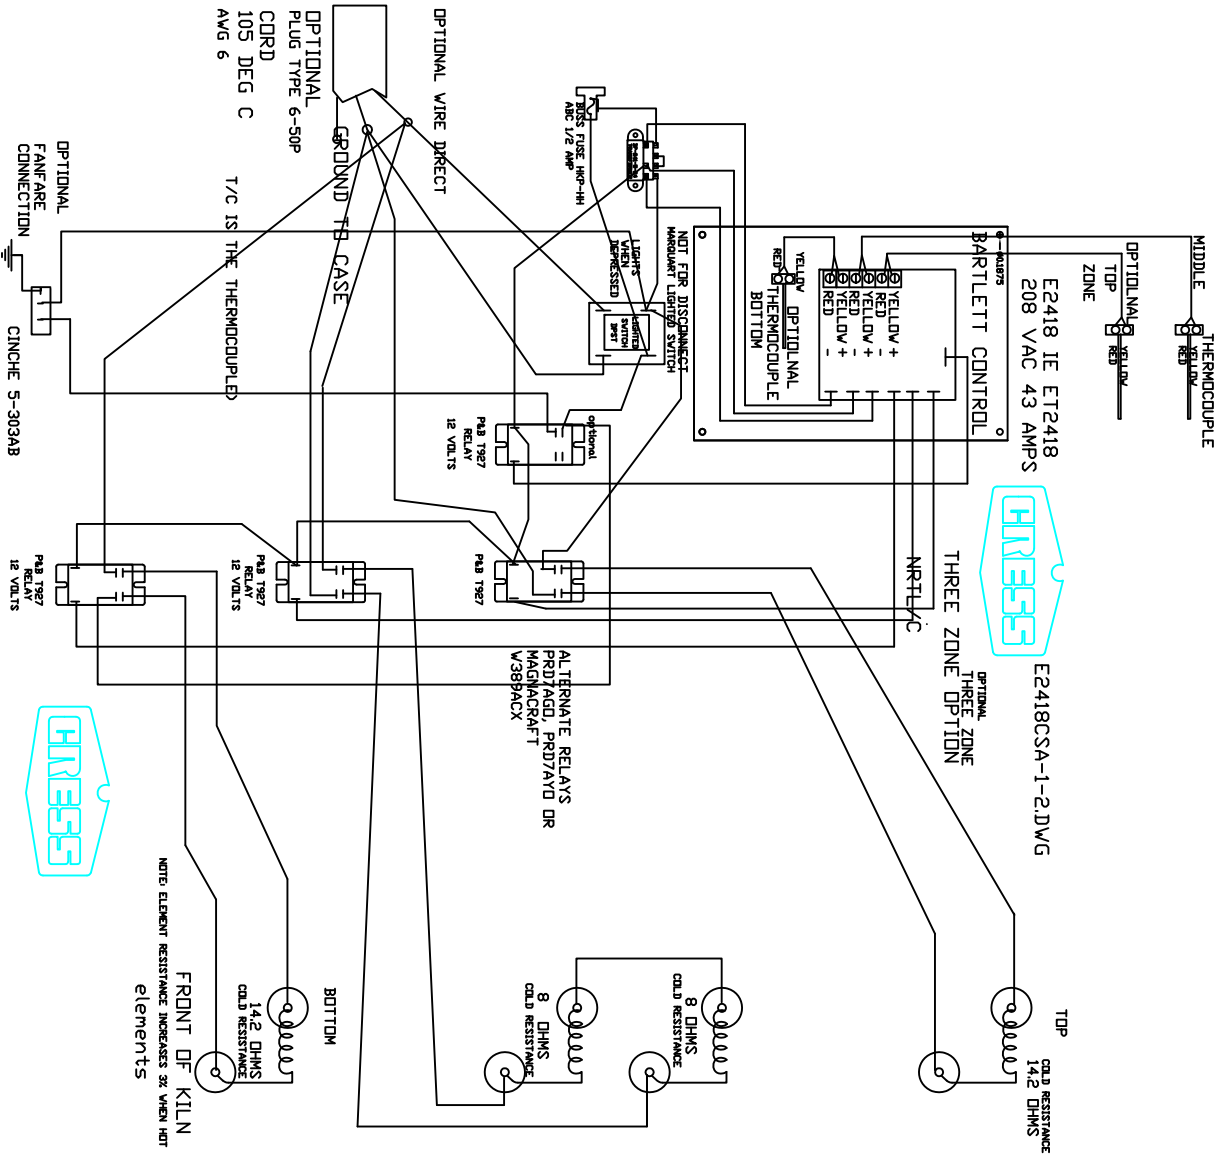 THERMOCOUPLE
MIDDLE
YELLOW
RED
OPTIOLNAL
TOP
ZONE
YELLOW
RED
E2418 IE ET2418
208 VAC 43 AMPS
E2418CSA-1-2.DWG
CRESS
BARTLETT CONTROL
YELLOW +
RED -
YELLOW +
RED -
YELLOW +
RED -
YELLOW
RED
OPTIOLNAL
THERMOCOUPLE
BOTTOM
OPTIONAL
THREE ZONE
THREE ZONE OPTION
NRTL/C
NOT FOR DISCONNECT
MARQUART LIGHTED SWITCH
LIGHTS
WHEN
DEPRESSED
LIGHTED
SWITCH
DPST
BUSS FUSE HKP-HH
ABC 1/2 AMP
OPTIONAL WIRE DIRECT
GROUND TO CASE
OPTIONAL
PLUG TYPE 6-50P
CORD
105 DEG C
AWG 6
T/C IS THE THERMOCOUPLE)
OPTIONAL
FANFARE
CONNECTION
CINCHE 5-303AB
optional
P&B T927
RELAY
12 VOLTS
P&B T927
P&B T927
RELAY
12 VOLTS
P&B T927
RELAY
12 VOLTS
ALTERNATE RELAYS
PRD7AGO, PRD7AYO OR
MAGNACRAFT
W389ACX
CRESS
TOP
COLD RESISTANCE
14.2 OHMS
8 OHMS
COLD RESISTANCE
8 OHMS
COLD RESISTANCE
BOTTOM
14.2 OHMS
COLD RESISTANCE
FRONT OF KILN
NOTE: ELEMENT RESISTANCE INCREASES 3% WHEN HOT
elements